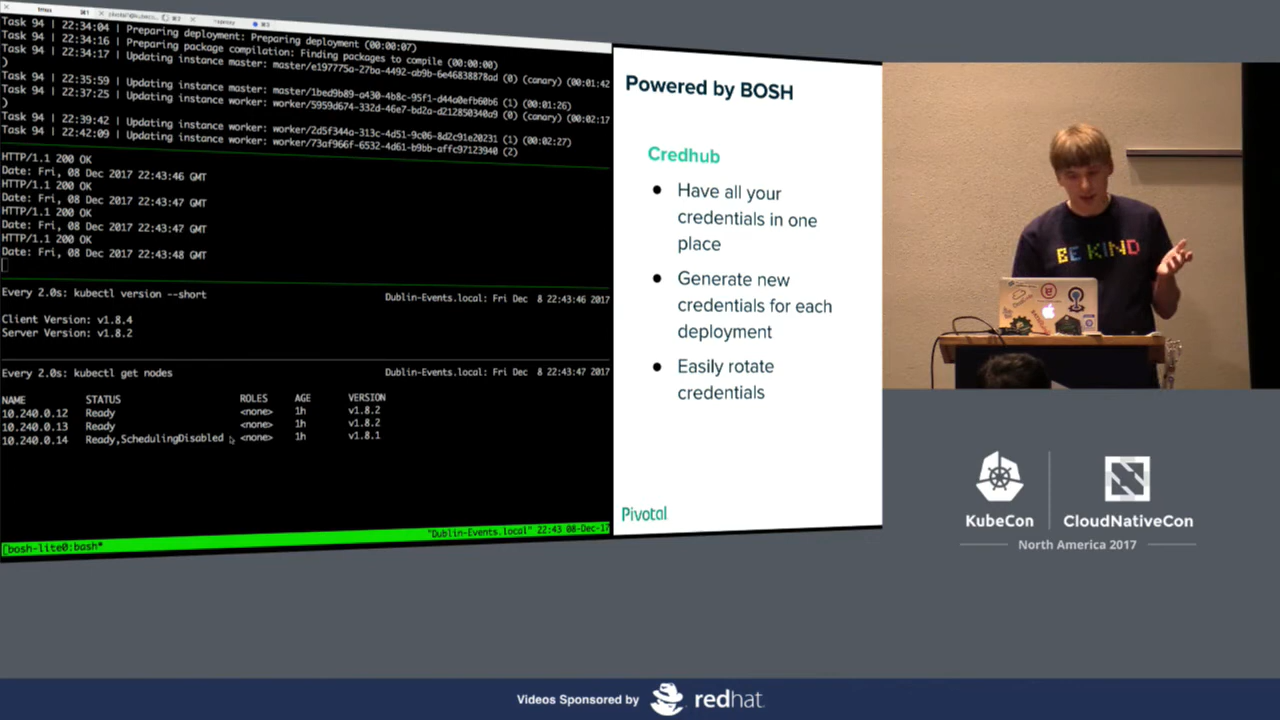 Task 94 | 22:34:04 | Preparing deployment: Preparing deployment (00:00:07)
Task 94 | 22:34:16 | Preparing package compilation: Finding packages to compile (00:00:00)
Task 94 | 22:34:17 | Updating instance master: master/e197775a-27ba-4492-ab9b-6e46838878ad (0) (canary) (00:01:42
)
Task 94 | 22:35:59 | Updating instance master: master/1bed9b89-a430-4b8c-95f1-d44a0efb60b6 (1) (00:01:26)
Task 94 | 22:37:25 | Updating instance worker: worker/5959d674-332d-46e7-bd2a-d212850340a9 (0) (canary) (00:02:17
)
Task 94 | 22:39:42 | Updating instance worker: worker/2d5f344a-313c-4d51-9c06-8d2c91e20231 (1) (00:02:27)
Task 94 | 22:42:09 | Updating instance worker: worker/73af966f-6532-4d61-b9bb-affc97123940 (2)
HTTP/1.1 200 OK
Date: Fri, 08 Dec 2017 22:43:46 GMT
HTTP/1.1 200 OK
Date: Fri, 08 Dec 2017 22:43:47 GMT
HTTP/1.1 200 OK
Date: Fri, 08 Dec 2017 22:43:47 GMT
HTTP/1.1 200 OK
Date: Fri, 08 Dec 2017 22:43:48 GMT
Every 2.0s: kubectl version --short Dublin-Events.local: Fri Dec 8 22:43:46 2017
Client Version: v1.8.4
Server Version: v1.8.2
Every 2.0s: kubectl get nodes Dublin-Events.local: Fri Dec 8 22:43:47 2017
NAME STATUS ROLES AGE VERSION
10.240.0.12 Ready <none> 1h v1.8.2
10.240.0.13 Ready <none> 1h v1.8.2
10.240.0.14 Ready,SchedulingDisabled <none> 1h v1.8.1
[bosh-lite0:bash* "Dublin-Events.local" 22:43 08-Dec-17
Powered by BOSH
Credhub
● Have all your
credentials in one
place
● Generate new
credentials for each
deployment
● Easily rotate
credentials
Pivotal
BE KIND
KubeCon
CloudNativeCon
North America 2017
Videos Sponsored by redhat.